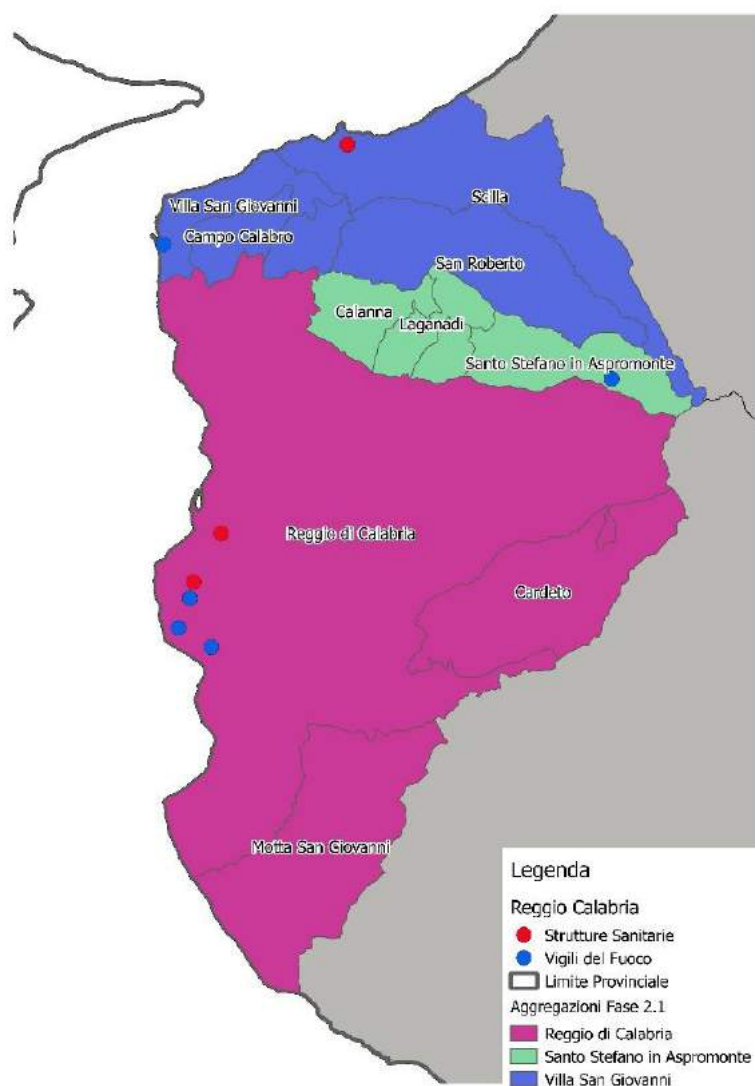 Villa San Giovanni
Scilla
Campo Calabro
San Roberto
Calanna
Laganadi
Santo Stefano in Aspromonte
Reggio di Calabria
Cardeto
Motta San Giovanni
Legenda
Reggio Calabria
Strutture Sanitarie
Vigili del Fuoco
Limite Provinciale
Aggregazioni Fase 2.1
Reggio di Calabria
Santo Stefano in Aspromonte
Villa San Giovanni